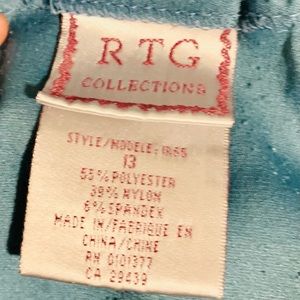 RTG
COLLECTIONS
STYLE/MODELE: 1R65
13
55% POLYESTER
39% NYLON
6% SPANDEX
MADE IN/FABRIQUE EN
CHINA/CHINE
RN 0101377
CA 29439